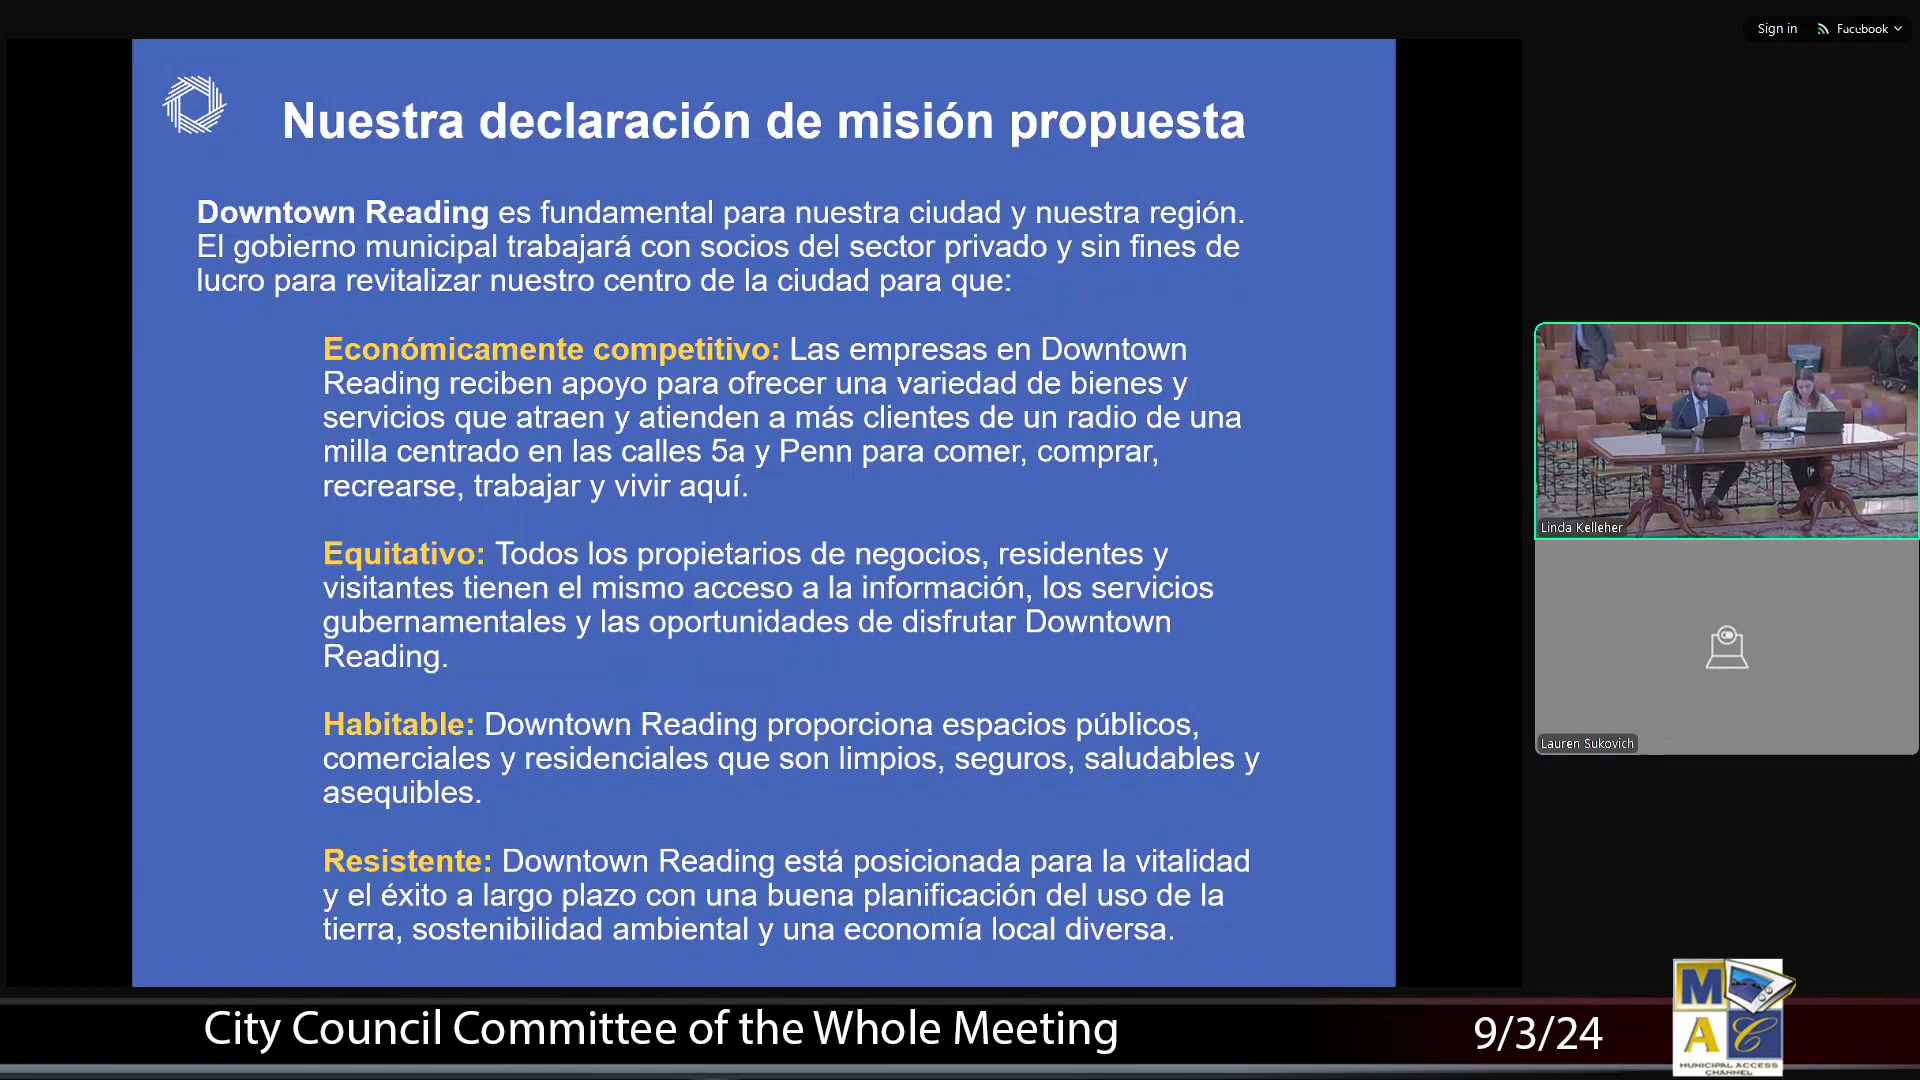 Sign in
Facebook
Nuestra declaración de misión propuesta
Downtown Reading es fundamental para nuestra ciudad y nuestra región.
El gobierno municipal trabajará con socios del sector privado y sin fines de
lucro para revitalizar nuestro centro de la ciudad para que:
Económicamente competitivo: Las empresas en Downtown
Reading reciben apoyo para ofrecer una variedad de bienes y
servicios que atraen y atienden a más clientes de un radio de una
milla centrado en las calles 5a y Penn para comer, comprar,
recrearse, trabajar y vivir aquí.
Equitativo: Todos los propietarios de negocios, residentes y
visitantes tienen el mismo acceso a la información, los servicios
gubernamentales y las oportunidades de disfrutar Downtown
Reading.
Habitable: Downtown Reading proporciona espacios públicos,
comerciales y residenciales que son limpios, seguros, saludables y
asequibles.
Resistente: Downtown Reading está posicionada para la vitalidad
y el éxito a largo plazo con una buena planificación del uso de la
tierra, sostenibilidad ambiental y una economía local diversa.
Linda Kelleher
Lauren Sukovich
City Council Committee of the Whole Meeting
9/3/24
M
A C
MUNICIPAL ACCESS
CHANNEL